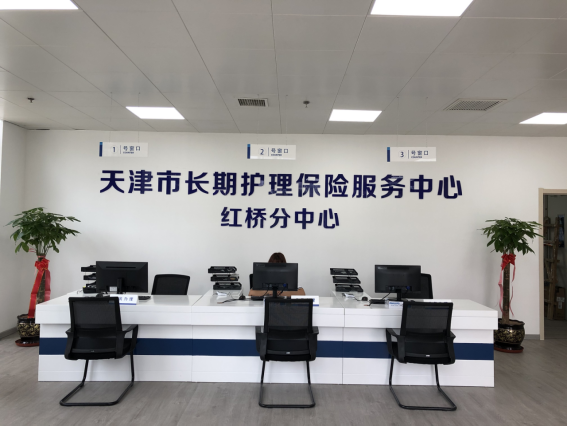 1 号窗口
2 号窗口
3 号窗口
天津市长期护理保险服务中心
红桥分中心